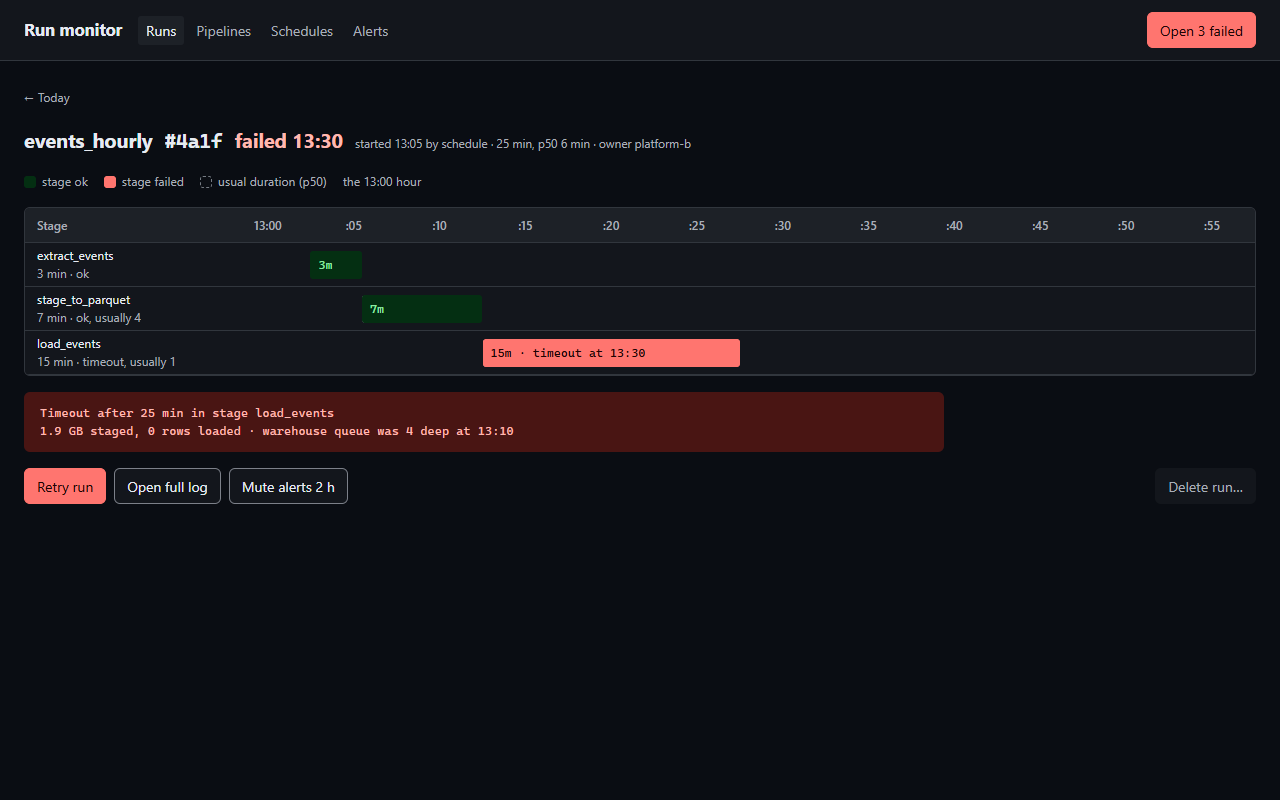 Run monitor Runs Pipelines Schedules Alerts Open 3 failed
← Today
events_hourly #4a1f failed 13:30 started 13:05 by schedule · 25 min, p50 6 min · owner platform-b
stage ok stage failed usual duration (p50) the 13:00 hour
Stage 13:00 :05 :10 :15 :20 :25 :30 :35 :40 :45 :50 :55
extract_events
3 min · ok
3m
stage_to_parquet
7 min · ok, usually 4
7m
load_events
15 min · timeout, usually 1
15m · timeout at 13:30
Timeout after 25 min in stage load_events
1.9 GB staged, 0 rows loaded · warehouse queue was 4 deep at 13:10
Retry run Open full log Mute alerts 2 h Delete run...